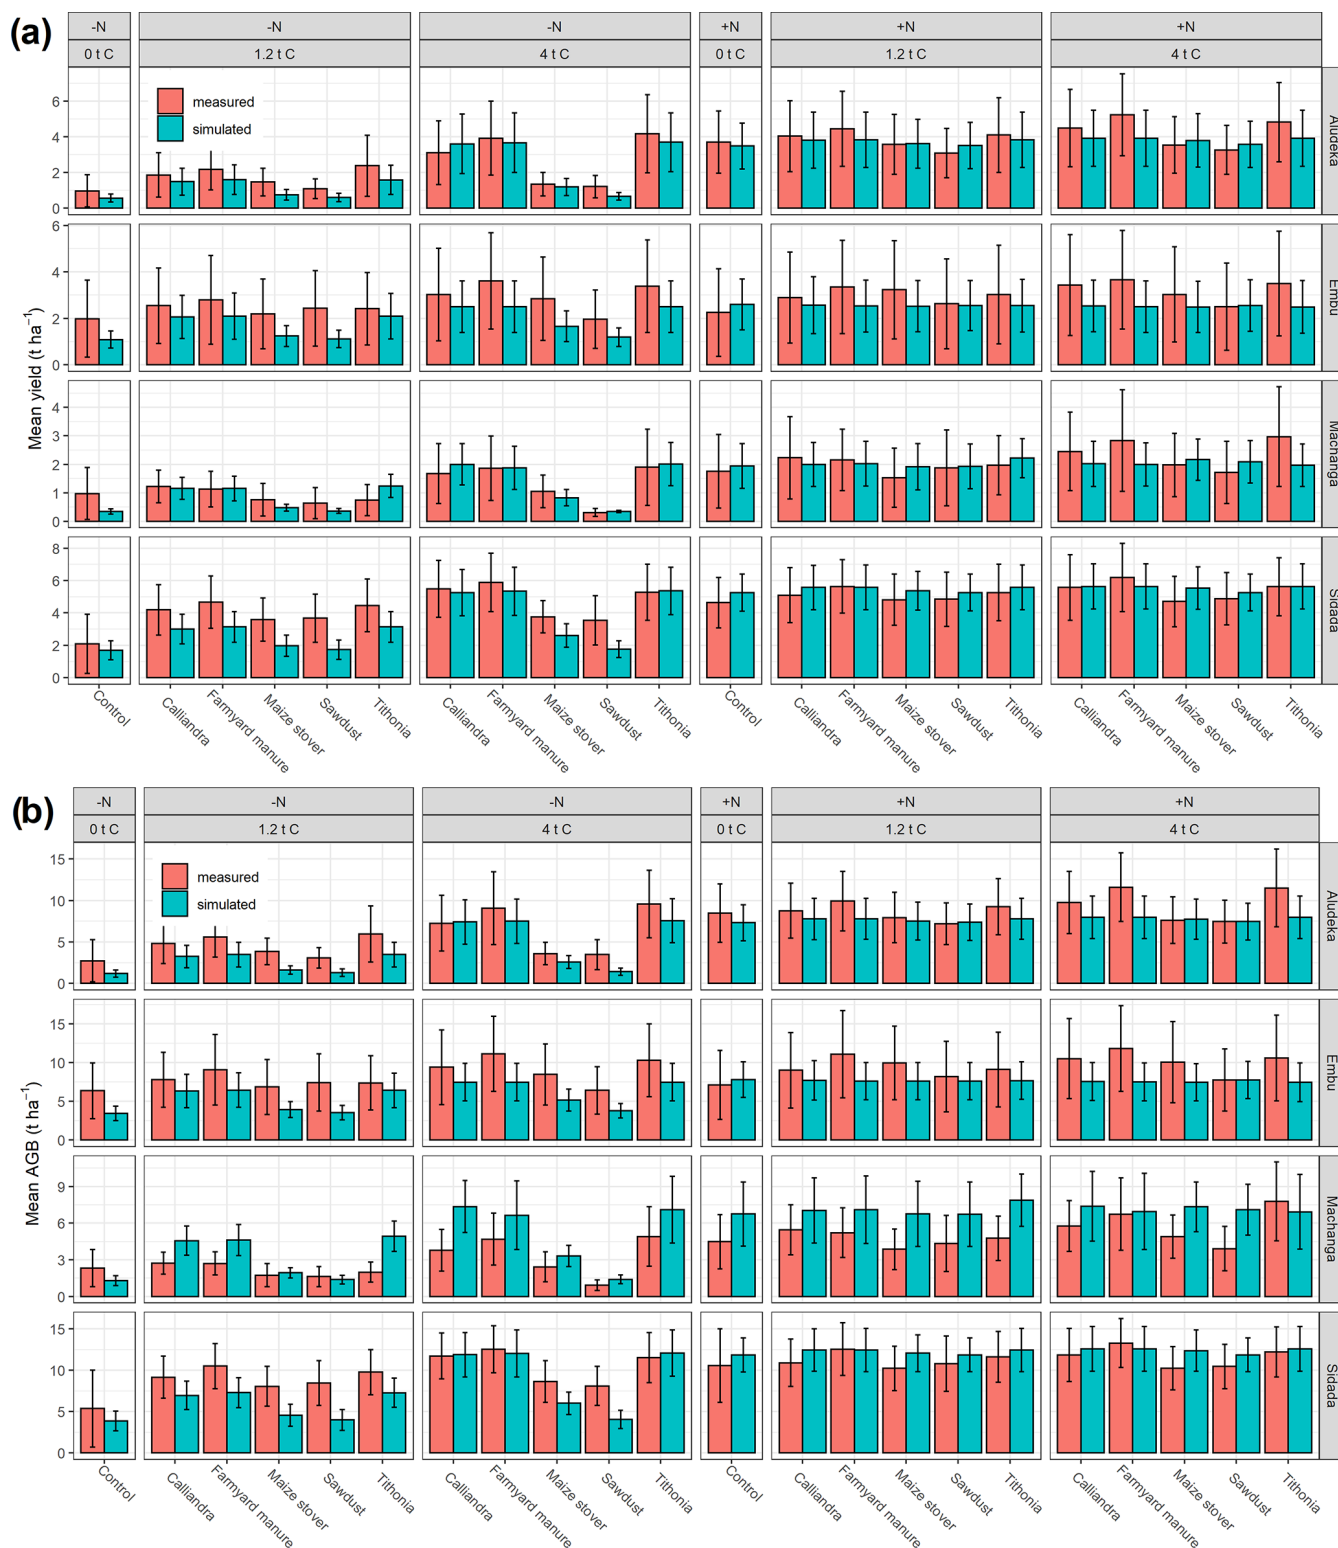 (a)
-N -N -N +N +N +N
0 t C 1.2 t C 4 t C 0 t C 1.2 t C 4 t C
measured
simulated
Mean yield (t ha⁻¹)
6
4
2
0
Aludeka
6
4
2
0
Embu
4
3
2
1
0
Machanga
8
6
4
2
0
Sidada
Control Calliandra Farmyard manure Maize stover Sawdust Tithonia Calliandra Farmyard manure Maize stover Sawdust Tithonia Control Calliandra Farmyard manure Maize stover Sawdust Tithonia Calliandra Farmyard manure Maize stover Sawdust Tithonia
(b)
-N -N -N +N +N +N
0 t C 1.2 t C 4 t C 0 t C 1.2 t C 4 t C
measured
simulated
Mean AGB (t ha⁻¹)
15
10
5
0
Aludeka
15
10
5
0
Embu
9
6
3
0
Machanga
15
10
5
0
Sidada
Control Calliandra Farmyard manure Maize stover Sawdust Tithonia Calliandra Farmyard manure Maize stover Sawdust Tithonia Control Calliandra Farmyard manure Maize stover Sawdust Tithonia Calliandra Farmyard manure Maize stover Sawdust Tithonia